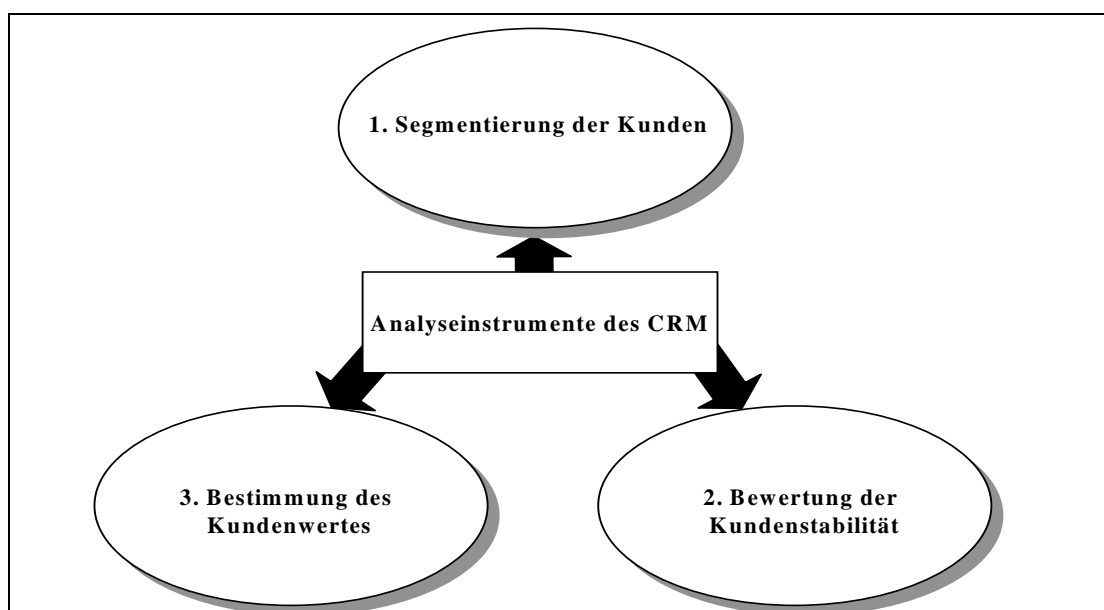 1. Segmentierung der Kunden
Analyseinstrumente des CRM
3. Bestimmung des
Kundenwertes
2. Bewertung der
Kundenstabilität